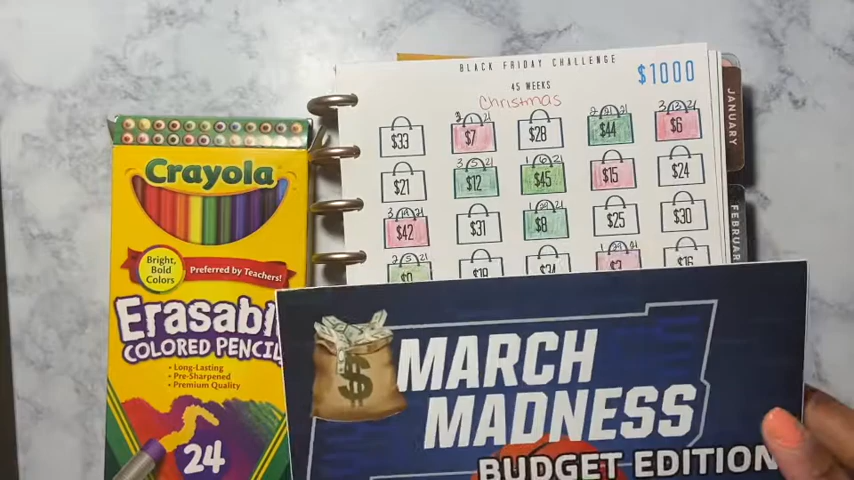 BLACK FRIDAY CHALLENGE
$1000
45 WEEKS
Christmas
$33 $7 $28 $44 $6
$21 $12 $45 $15 $24
$42 $31 $8 $25 $30
JANUARY
FEBRUARY
Crayola
Bright,
Bold
Colors
Preferred by Teachers!
Erasable
COLORED PENCILS
•Long-Lasting
•Pre-Sharpened
•Premium Quality
24
$
MARCH
MADNESS
BUDGET EDITION